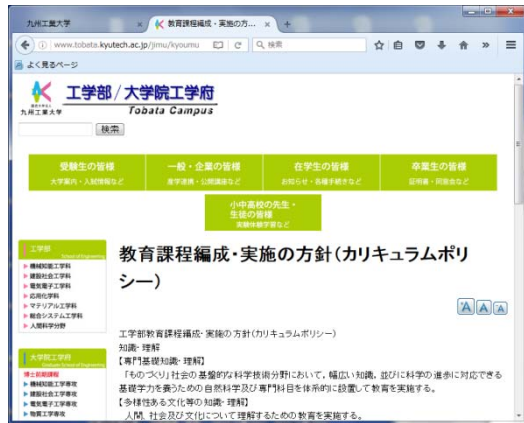 九州工業大学
教育課程編成・実施の方...
www.tobata.kyutech.ac.jp/jimu/kyoumu
検索
よく見るページ
九州工業大学
工学部/大学院工学府
Tobata Campus
検索
受験生の皆様
大学案内・入試情報など
一般・企業の皆様
産学連携・公開講座など
在学生の皆様
お知らせ・各種手続きなど
卒業生の皆様
証明書・同窓会など
小中高校の先生・
生徒の皆様
実験体験学習など
工学部
School of Engineering
機械知能工学科
建設社会工学科
電気電子工学科
応用化学科
マテリアル工学科
総合システム工学科
人間科学分野
大学院工学府
Graduate School of Engineering
博士前期課程
機械知能工学専攻
建設社会工学専攻
電気電子工学専攻
物質工学専攻
教育課程編成・実施の方針(カリキュラムポリ
シー)
A A A
工学部教育課程編成・実施の方針(カリキュラムポリシー)
知識・理解
【専門基礎知識・理解】
「ものづくり」社会の基盤的な科学技術分野において、幅広い知識、並びに科学の進歩に対応できる
基礎学力を養うための自然科学及び専門科目を体系的に設置して教育を実施する。
【多様性ある文化等の知識・理解】
人間、社会及び文化について理解するための教育を実施する。